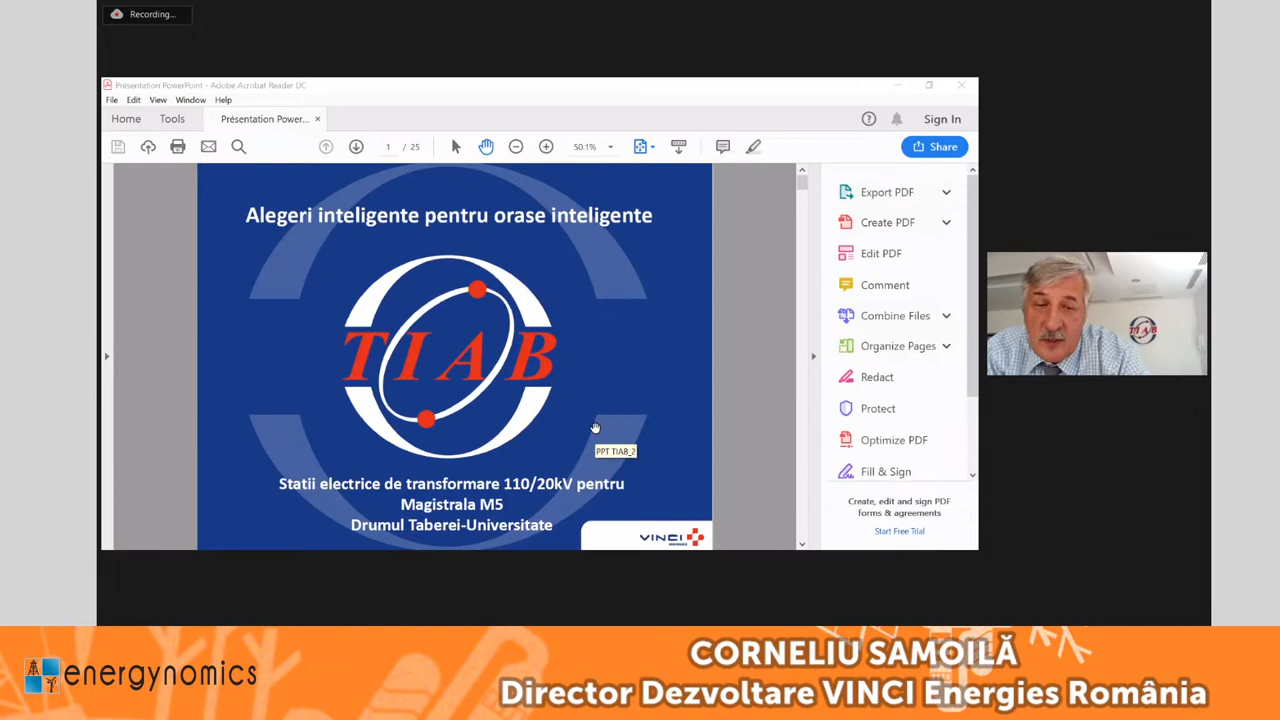 Recording...
Présentation PowerPoint - Adobe Acrobat Reader DC
File Edit View Window Help
Home Tools Présentation Power... × Sign In
1 / 25 50.1% Share
Alegeri inteligente pentru orase inteligente
TIAB
PPT TIAB_2
Statii electrice de transformare 110/20kV pentru
Magistrala M5
Drumul Taberei-Universitate
VINCI
ENERGIES
Export PDF
Create PDF
Edit PDF
Comment
Combine Files
Organize Pages
Redact
Protect
Optimize PDF
Fill & Sign
Create, edit and sign PDF
forms & agreements
Start Free Trial
TIAB
energynomics
CORNELIU SAMOILĂ
Director Dezvoltare VINCI Energies România